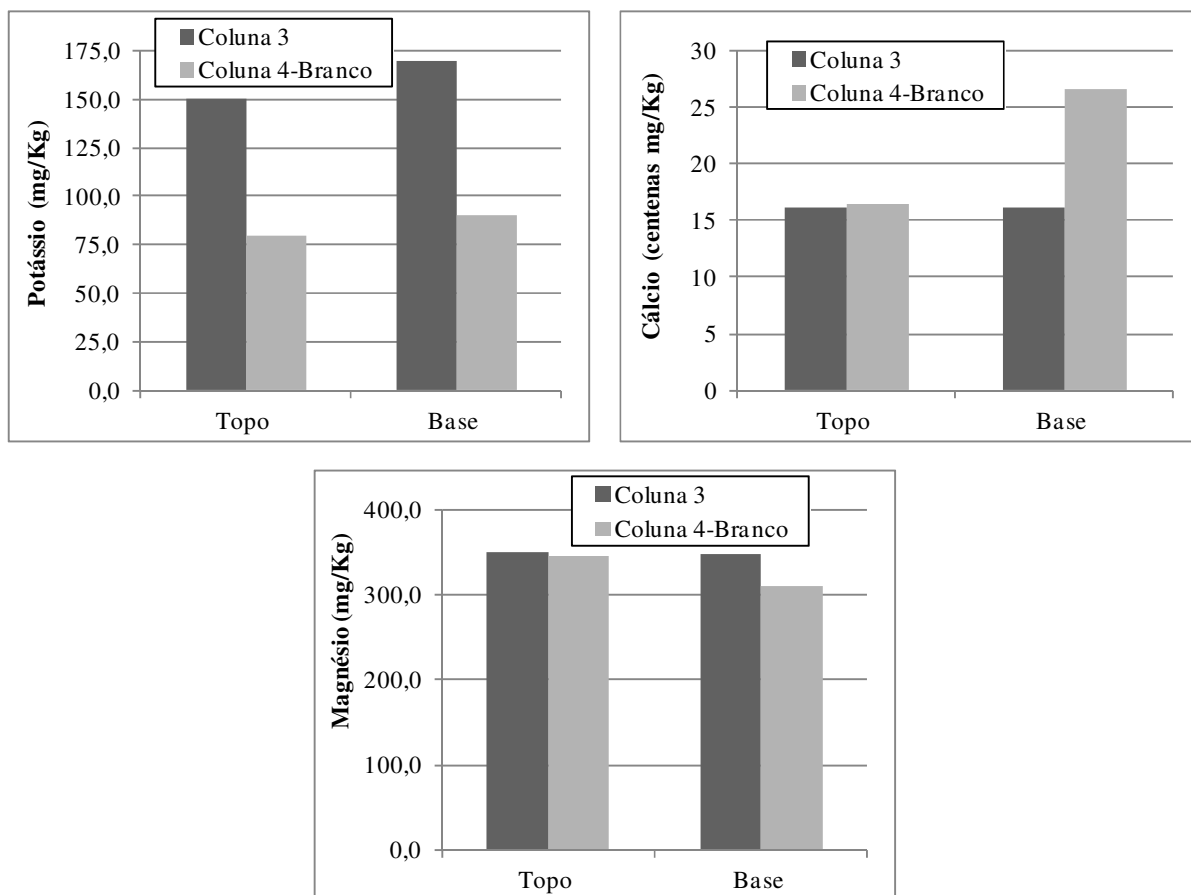 Potássio (mg/Kg)
175,0
150,0
125,0
100,0
75,0
50,0
25,0
0,0
Coluna 3
Coluna 4-Branco
Topo
Base
Cálcio (centenas mg/Kg)
30
25
20
15
10
5
0
Coluna 3
Coluna 4-Branco
Topo
Base
Magnésio (mg/Kg)
400,0
300,0
200,0
100,0
0,0
Coluna 3
Coluna 4-Branco
Topo
Base